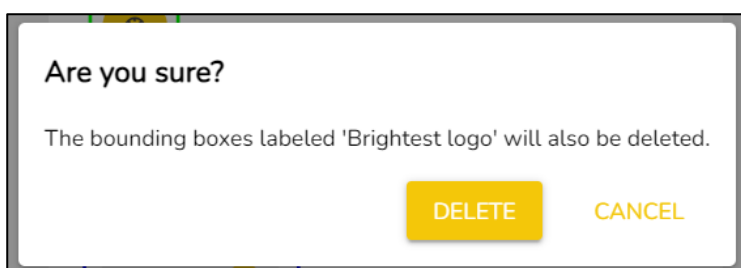 Are you sure?
The bounding boxes labeled 'Brightest logo' will also be deleted.
DELETE CANCEL